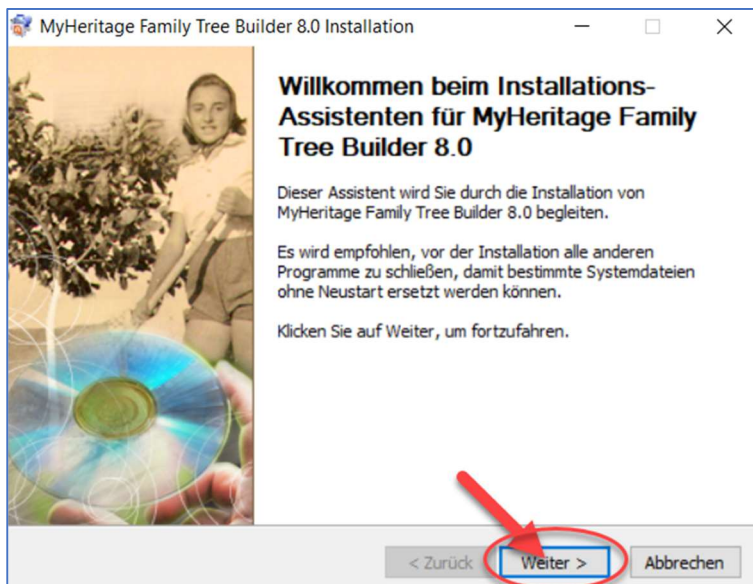 MyHeritage Family Tree Builder 8.0 Installation
Willkommen beim Installations-
Assistenten für MyHeritage Family
Tree Builder 8.0
Dieser Assistent wird Sie durch die Installation von
MyHeritage Family Tree Builder 8.0 begleiten.
Es wird empfohlen, vor der Installation alle anderen
Programme zu schließen, damit bestimmte Systemdateien
ohne Neustart ersetzt werden können.
Klicken Sie auf Weiter, um fortzufahren.
< Zurück Weiter > Abbrechen